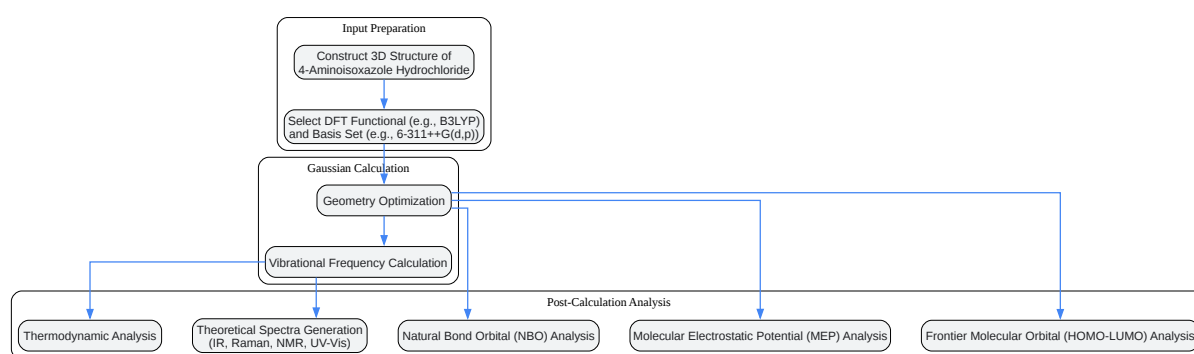 Input Preparation
Construct 3D Structure of
4-Aminoisoxazole Hydrochloride
Select DFT Functional (e.g., B3LYP)
and Basis Set (e.g., 6-311++G(d,p))
Gaussian Calculation
Geometry Optimization
Vibrational Frequency Calculation
Post-Calculation Analysis
Thermodynamic Analysis
Theoretical Spectra Generation
(IR, Raman, NMR, UV-Vis)
Natural Bond Orbital (NBO) Analysis
Molecular Electrostatic Potential (MEP) Analysis
Frontier Molecular Orbital (HOMO-LUMO) Analysis